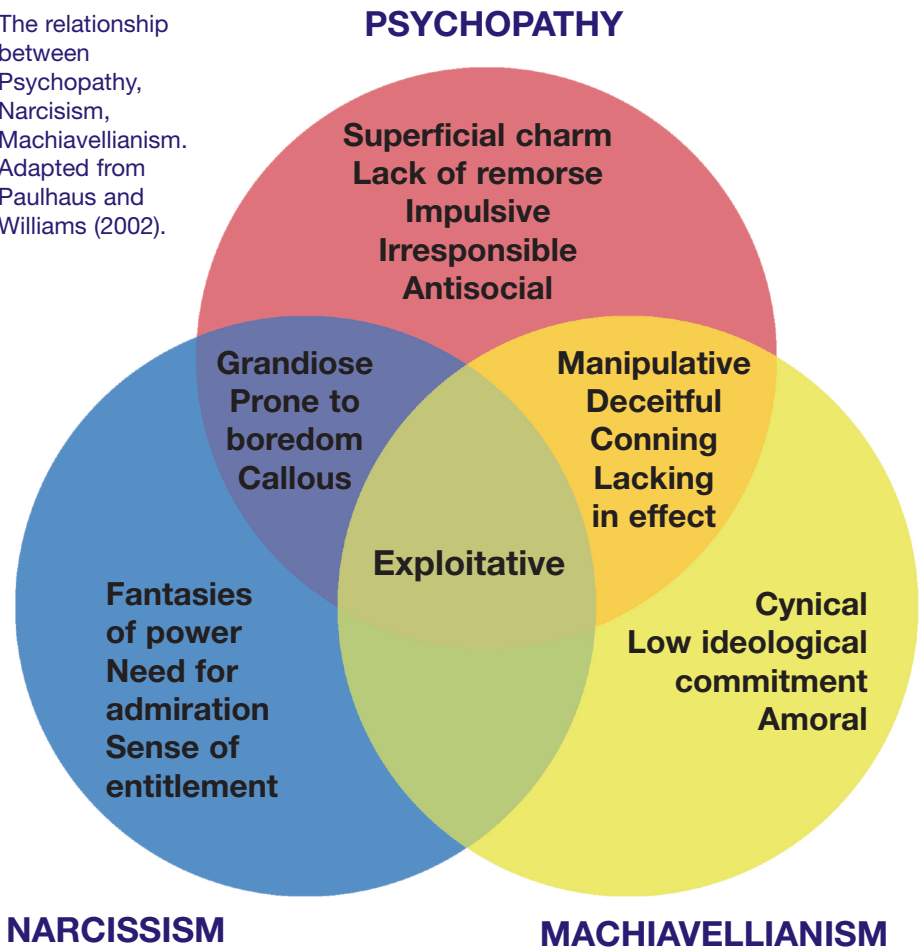 The relationship
between
Psychopathy,
Narcisism,
Machiavellianism.
Adapted from
Paulhaus and
Williams (2002).
PSYCHOPATHY
Superficial charm
Lack of remorse
Impulsive
Irresponsible
Antisocial
Grandiose
Prone to
boredom
Callous
Manipulative
Deceitful
Conning
Lacking
in effect
Exploitative
Fantasies
of power
Need for
admiration
Sense of
entitlement
Cynical
Low ideological
commitment
Amoral
NARCISSISM
MACHIAVELLIANISM